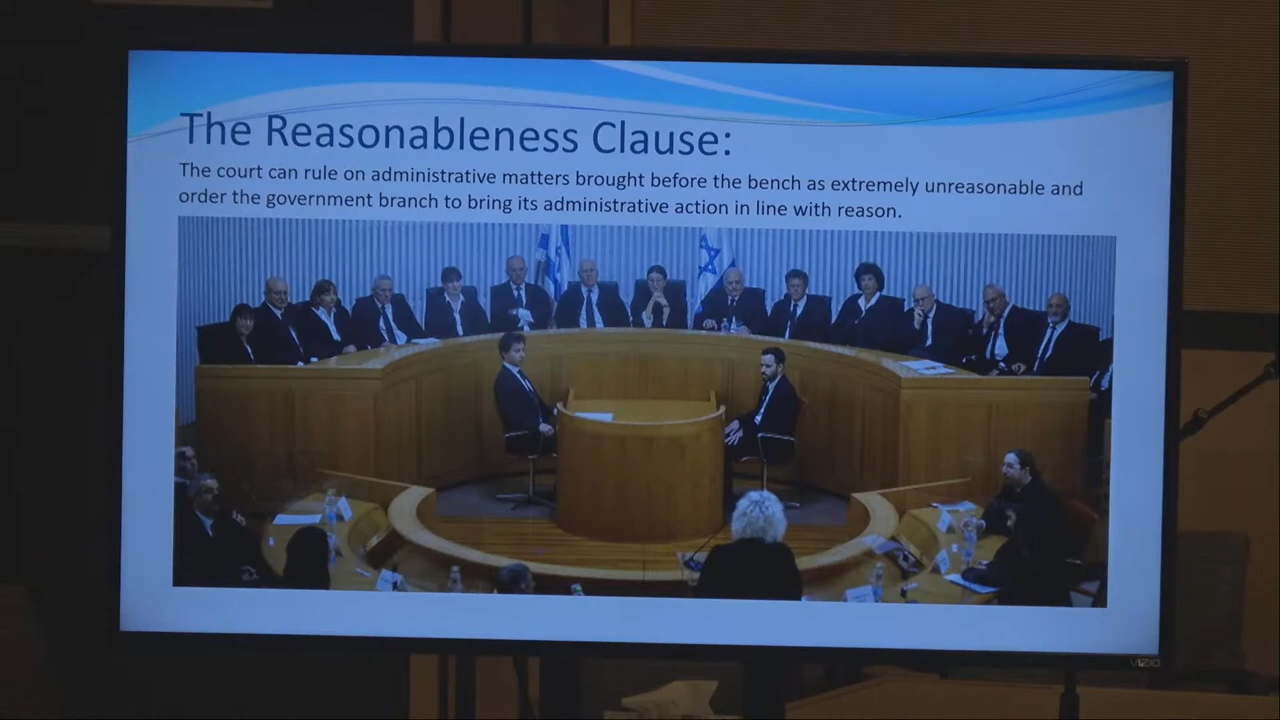 The Reasonableness Clause:
The court can rule on administrative matters brought before the bench as extremely unreasonable and
order the government branch to bring its administrative action in line with reason.
VIZIO